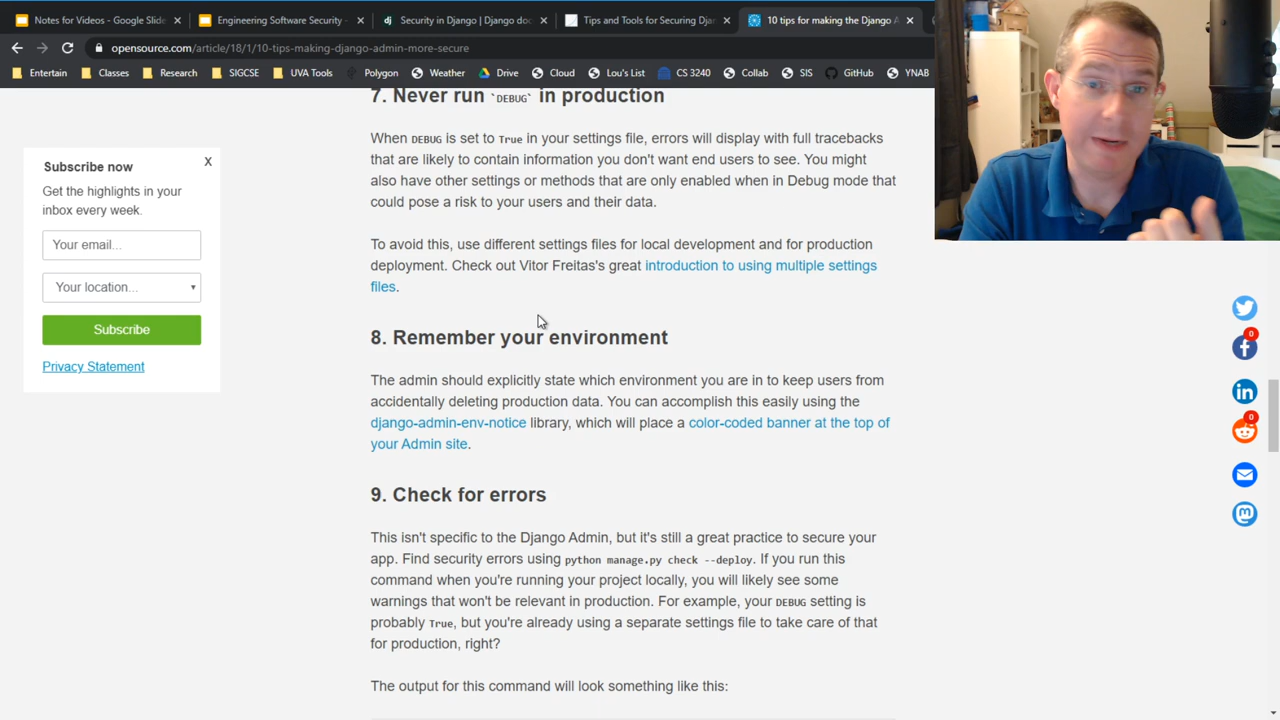 Notes for Videos - Google Slide
Engineering Software Security -
Security in Django | Django doc
Tips and Tools for Securing Dja
10 tips for making the Django A
opensource.com/article/18/1/10-tips-making-django-admin-more-secure
Entertain
Classes
Research
SIGCSE
UVA Tools
Polygon
Weather
Drive
Cloud
Lou's List
CS 3240
Collab
SIS
GitHub
YNAB
Subscribe now
X
Get the highlights in your
inbox every week.
Your email...
Your location...
Subscribe
Privacy Statement
7. Never run `DEBUG` in production
When DEBUG is set to True in your settings file, errors will display with full tracebacks
that are likely to contain information you don't want end users to see. You might
also have other settings or methods that are only enabled when in Debug mode that
could pose a risk to your users and their data.
To avoid this, use different settings files for local development and for production
deployment. Check out Vitor Freitas's great introduction to using multiple settings
files.
8. Remember your environment
The admin should explicitly state which environment you are in to keep users from
accidentally deleting production data. You can accomplish this easily using the
django-admin-env-notice library, which will place a color-coded banner at the top of
your Admin site.
9. Check for errors
This isn't specific to the Django Admin, but it's still a great practice to secure your
app. Find security errors using python manage.py check --deploy. If you run this
command when you're running your project locally, you will likely see some
warnings that won't be relevant in production. For example, your DEBUG setting is
probably True, but you're already using a separate settings file to take care of that
for production, right?
The output for this command will look something like this:
0
0